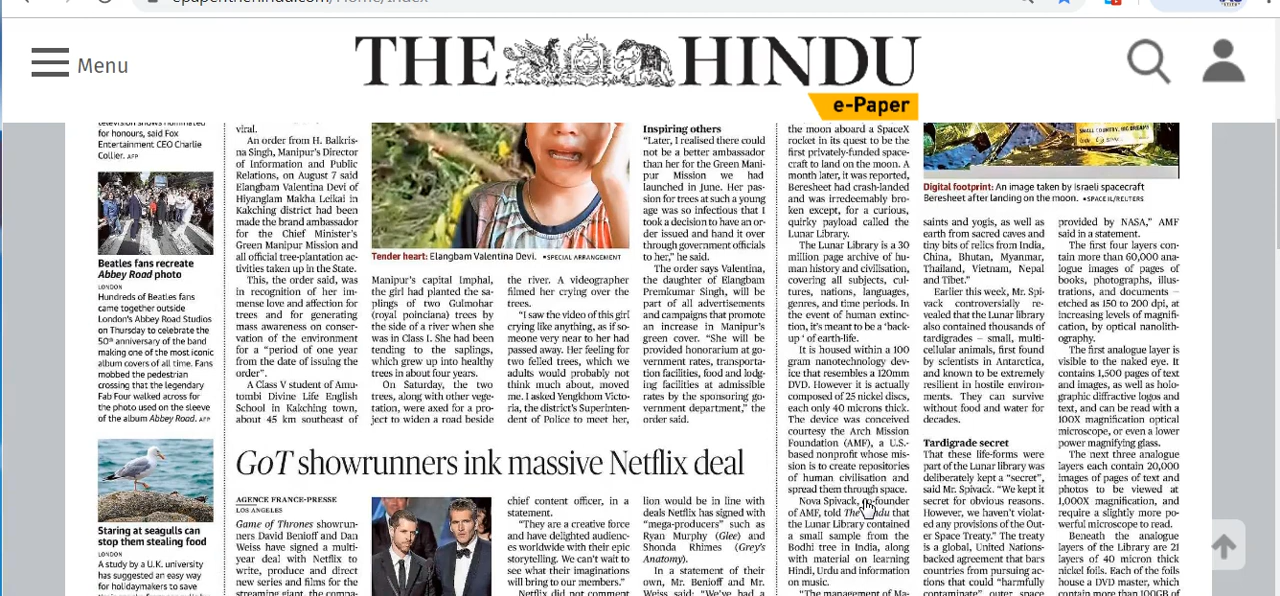 Menu
THE HINDU
e-Paper
for honours, said Fox
Entertainment CEO Charlie
Collier. AFP
Beatles fans recreate
Abbey Road photo
LONDON
Hundreds of Beatles fans
came together outside
London's Abbey Road Studios
on Thursday to celebrate the
50th anniversary of the band
making one of the most iconic
album covers of all time. Fans
mobbed the pedestrian
crossing that the legendary
Fab Four walked across for
the photo used on the sleeve
of the album Abbey Road. AFP
Staring at seagulls can
stop them stealing food
LONDON
A study by a U.K. university
has suggested an easy way
for holidaymakers to save
viral.
An order from H. Balkris-
na Singh, Manipur's Director
of Information and Public
Relations, on August 7 said
Elangbam Valentina Devi of
Hiyanglam Makha Leikai in
Kakching district had been
made the brand ambassador
for the Chief Minister's
Green Manipur Mission and
all official tree-plantation ac-
tivities taken up in the State.
This, the order said, was
in recognition of her im-
mense love and affection for
trees and for generating
mass awareness on conser-
vation of the environment
for a "period of one year
from the date of issuing the
order".
A Class V student of Amu-
tombi Divine Life English
School in Kakching town,
about 45 km southeast of
Tender heart: Elangbam Valentina Devi. •SPECIAL ARRANGEMENT
Manipur's capital Imphal,
the girl had planted the sa-
plings of two Gulmohar
(royal poinciana) trees by
the side of a river when she
was in Class I. She had been
tending to the saplings,
which grew up into healthy
trees in about four years.
On Saturday, the two
trees, along with other vege-
tation, were axed for a pro-
ject to widen a road beside
the river. A videographer
filmed her crying over the
trees.
"I saw the video of this girl
crying like anything, as if so-
meone very near to her had
passed away. Her feeling for
two felled trees, which we
adults would probably not
think much about, moved
me. I asked Yengkhom Victo-
ria, the district's Superinten-
dent of Police to meet her,
Inspiring others
"Later, I realised there could
not be a better ambassador
than her for the Green Mani-
pur Mission we had
launched in June. Her pas-
sion for trees at such a young
age was so infectious that I
took a decision to have an or-
der issued and hand it over
through government officials
to her," he said.
The order says Valentina,
the daughter of Elangbam
Premkumar Singh, will be
part of all advertisements
and campaigns that promote
an increase in Manipur's
green cover. "She will be
provided honorarium at go-
vernment rates, transporta-
tion facilities, food and lodg-
ing facilities at admissible
rates by the sponsoring go-
vernment department," the
order said.
GoT showrunners ink massive Netflix deal
AGENCE FRANCE-PRESSE
LOS ANGELES
Game of Thrones showrun-
ners David Benioff and Dan
Weiss have signed a multi-
year deal with Netflix to
write, produce and direct
new series and films for the
streaming giant, the compa-
chief content officer, in a
statement.
"They are a creative force
and have delighted audienc-
es worldwide with their epic
storytelling. We can't wait to
see what their imaginations
will bring to our members."
Netflix did not comment
lion would be in line with
deals Netflix has signed with
"mega-producers" such as
Ryan Murphy (Glee) and
Shonda Rhimes (Grey's
Anatomy).
In a statement of their
own, Mr. Benioff and Mr.
Weiss said: "We've had a
the moon aboard a SpaceX
rocket in its quest to be the
first privately-funded space-
craft to land on the moon. A
month later, it was reported,
Beresheet had crash-landed
and was irredeemably bro-
ken except, for a curious,
quirky payload called the
Lunar Library.
The Lunar Library is a 30
million page archive of hu-
man history and civilisation,
covering all subjects, cul-
tures, nations, languages,
genres, and time periods. In
the event of human extinc-
tion, it's meant to be a 'back-
up ' of earth-life.
It is housed within a 100
gram nanotechnology dev-
ice that resembles a 120mm
DVD. However it is actually
composed of 25 nickel discs,
each only 40 microns thick.
The device was conceived
courtesy the Arch Mission
Foundation (AMF), a U.S.-
based nonprofit whose mis-
sion is to create repositories
of human civilisation and
spread them through space.
Nova Spivack, co-founder
of AMF, told The Hindu that
the Lunar Library contained
a small sample from the
Bodhi tree in India, along
with material on learning
Hindi, Urdu and information
on music.
"The management of Ma-
SMALL COUNTRY, BIG DREAMS
Digital footprint: An image taken by Israeli spacecraft
Beresheet after landing on the moon. •SPACE IL/REUTERS
saints and yogis, as well as
earth from sacred caves and
tiny bits of relics from India,
China, Bhutan, Myanmar,
Thailand, Vietnam, Nepal
and Tibet."
Earlier this week, Mr. Spi-
vack controversially re-
vealed that the Lunar library
also contained thousands of
tardigrades – small, multi-
cellular animals, first found
by scientists in Antarctica,
and known to be extremely
resilient in hostile environ-
ments. They can survive
without food and water for
decades.
Tardigrade secret
That these life-forms were
part of the Lunar library was
deliberately kept a "secret",
said Mr. Spivack. "We kept it
secret for obvious reasons.
However, we haven't violat-
ed any provisions of the Out-
er Space Treaty." The treaty
is a global, United Nations-
backed agreement that bars
countries from pursuing ac-
tions that could "harmfully
contaminate" outer space
provided by NASA," AMF
said in a statement.
The first four layers con-
tain more than 60,000 ana-
logue images of pages of
books, photographs, illus-
trations, and documents –
etched as 150 to 200 dpi, at
increasing levels of magnifi-
cation, by optical nanolith-
ography.
The first analogue layer is
visible to the naked eye. It
contains 1,500 pages of text
and images, as well as holo-
graphic diffractive logos and
text, and can be read with a
100X magnification optical
microscope, or even a lower
power magnifying glass.
The next three analogue
layers each contain 20,000
images of pages of text and
photos to be viewed at
1,000X magnification, and
require a slightly more po-
werful microscope to read.
Beneath the analogue
layers of the Library are 21
layers of 40 micron thick
nickel foils. Each of the foils
house a DVD master, which
contain more than 100GB of